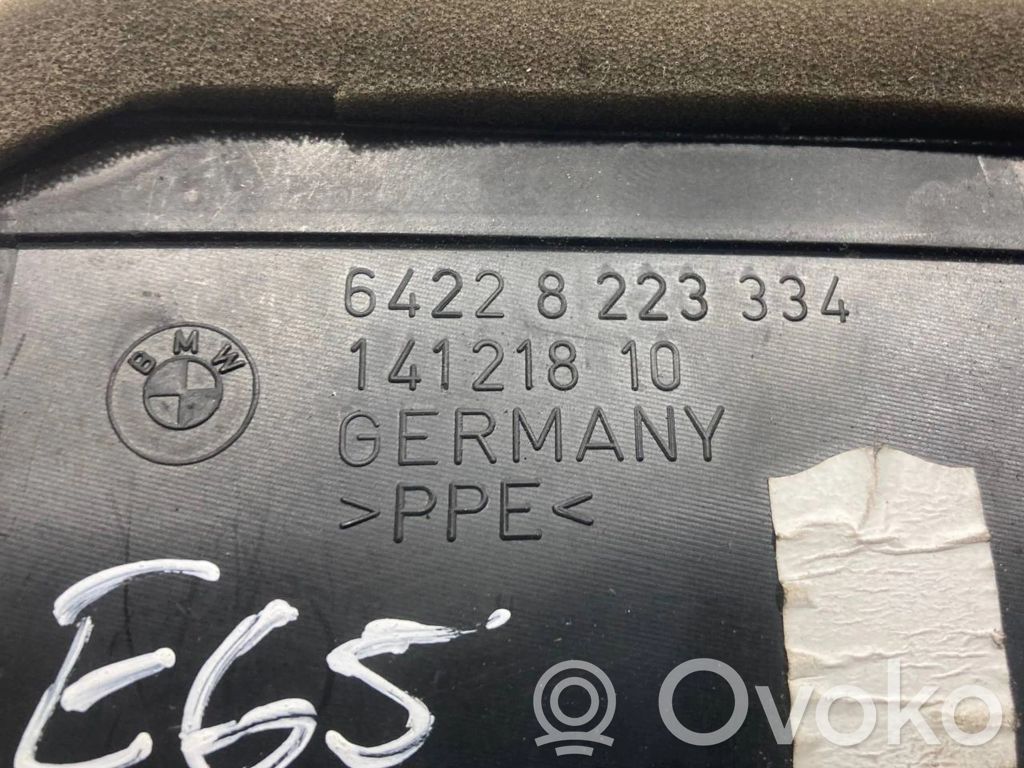 6422 8 223 334
BMW
141218 10
GERMANY
>PPE<
E65
Ovoko